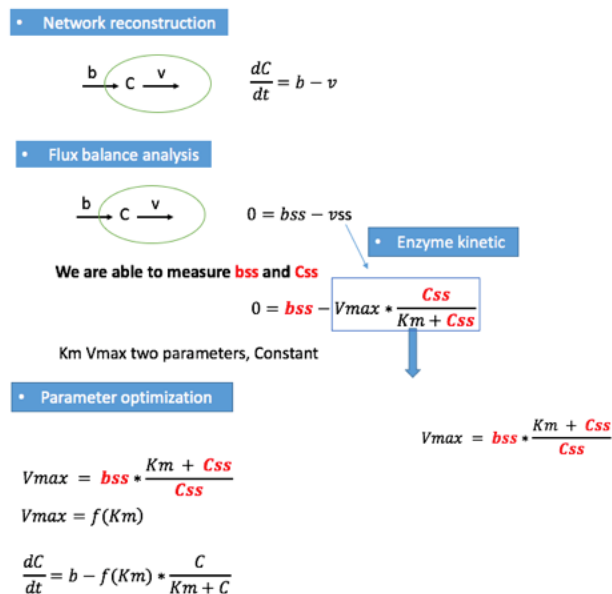 • Network reconstruction
b C v
dC/dt = b − v
• Flux balance analysis
b C v
0 = bss − vss
• Enzyme kinetic
We are able to measure bss and Css
0 = bss − Vmax * Css/(Km + Css)
Km Vmax two parameters, Constant
• Parameter optimization
Vmax = bss * (Km + Css)/Css
Vmax = bss * (Km + Css)/Css
Vmax = f(Km)
dC/dt = b − f(Km) * C/(Km + C)